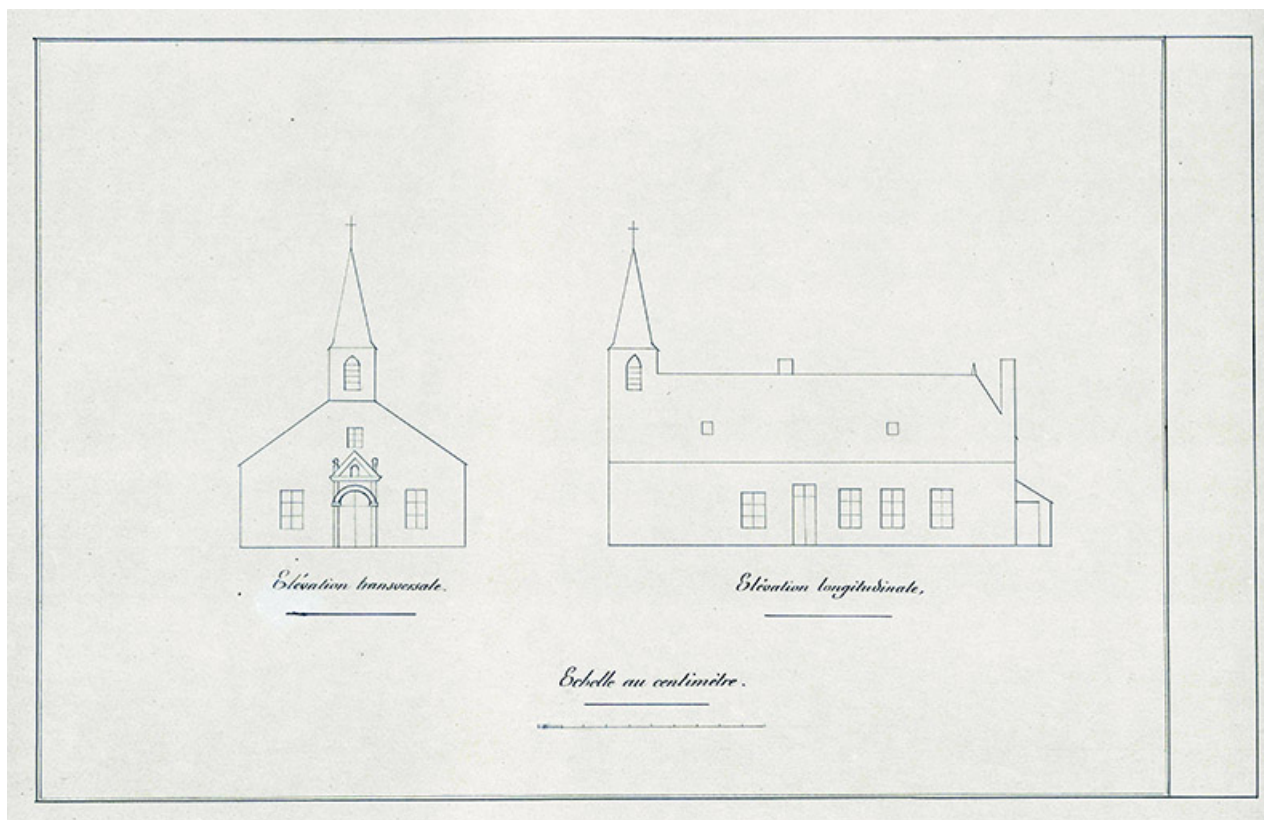 Elévation transversale.
Elévation longitudinale,
Echelle au centimètre.